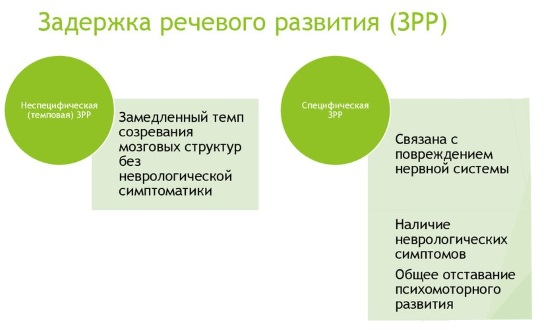 Задержка речевого развития (ЗРР)
Неспецифическая
(темповая) ЗРР
Замедленный темп
созревания
мозговых структур
без
неврологической
симптоматики
Специфическая
ЗРР
Связана с
повреждением
нервной системы
Наличие
неврологических
симптомов
Общее отставание
психомоторного
развития